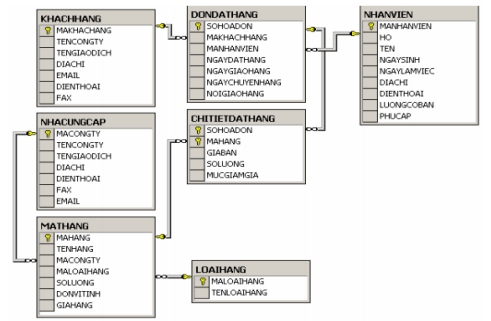 KHACHHANG
MAKHACHHANG
TENCONGTY
TENGIAODICH
DIACHI
EMAIL
DIENTHOAI
FAX
DONDATHANG
SOHOADON
MAKHACHHANG
MANHANVIEN
NGAYDATHANG
NGAYGIAOHANG
NGAYCHUYENHANG
NOIGIAOHANG
NHANVIEN
MANHANVIEN
HO
TEN
NGAYSINH
NGAYLAMVIEC
DIACHI
DIENTHOAI
LUONGCOBAN
PHUCAP
NHACUNGCAP
MACONGTY
TENCONGTY
TENGIAODICH
DIACHI
DIENTHOAI
FAX
EMAIL
CHITIETDATHANG
SOHOADON
MAHANG
GIABAN
SOLUONG
MUCGIAMGIA
MATHANG
MAHANG
TENHANG
MACONGTY
MALOAIHANG
SOLUONG
DONVITINH
GIAHANG
LOAIHANG
MALOAIHANG
TENLOAIHANG